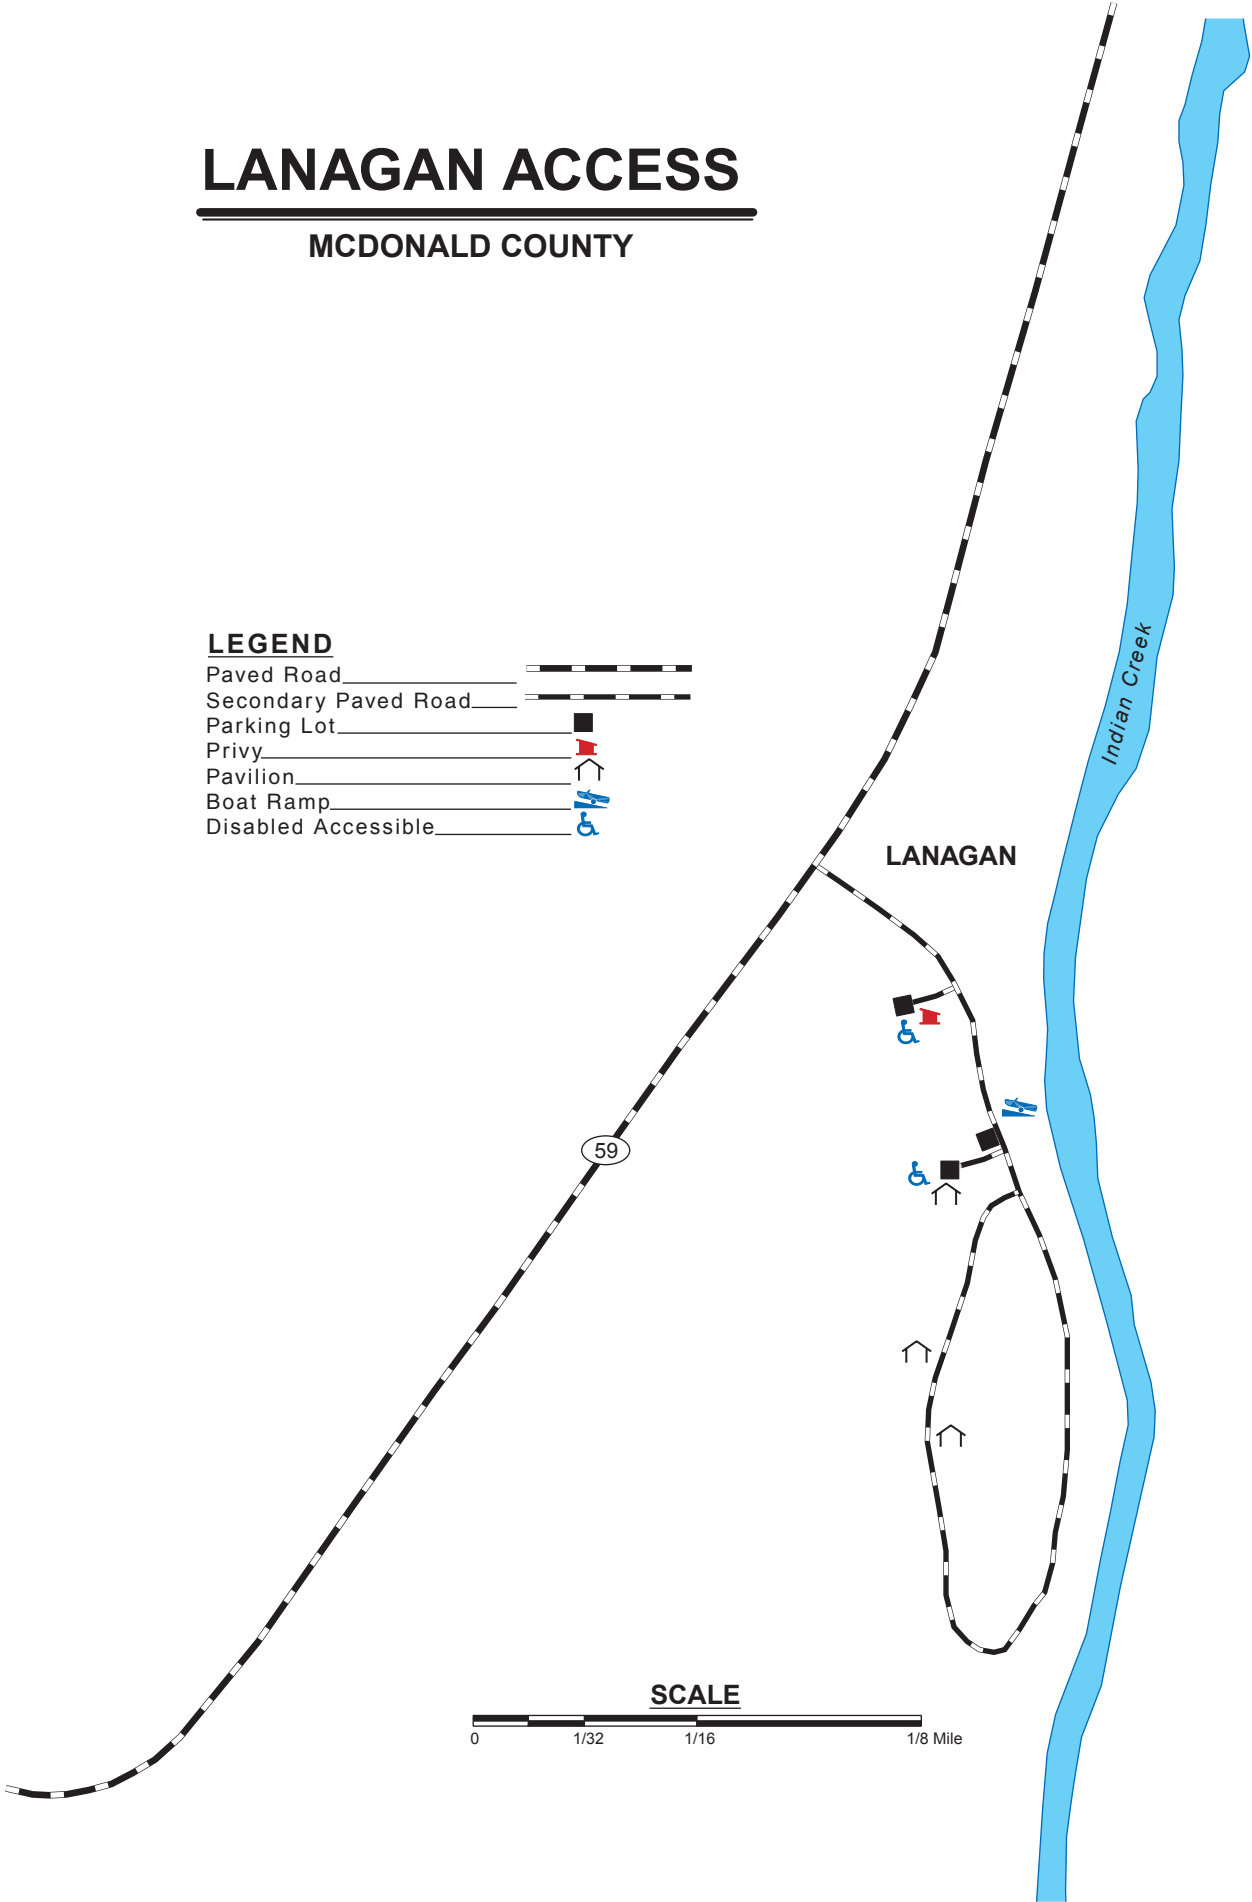 LANAGAN ACCESS
MCDONALD COUNTY
LEGEND
Paved Road
Secondary Paved Road
Parking Lot
Privy
Pavilion
Boat Ramp
Disabled Accessible
Indian Creek
LANAGAN
59
SCALE
0 1/32 1/16 1/8 Mile